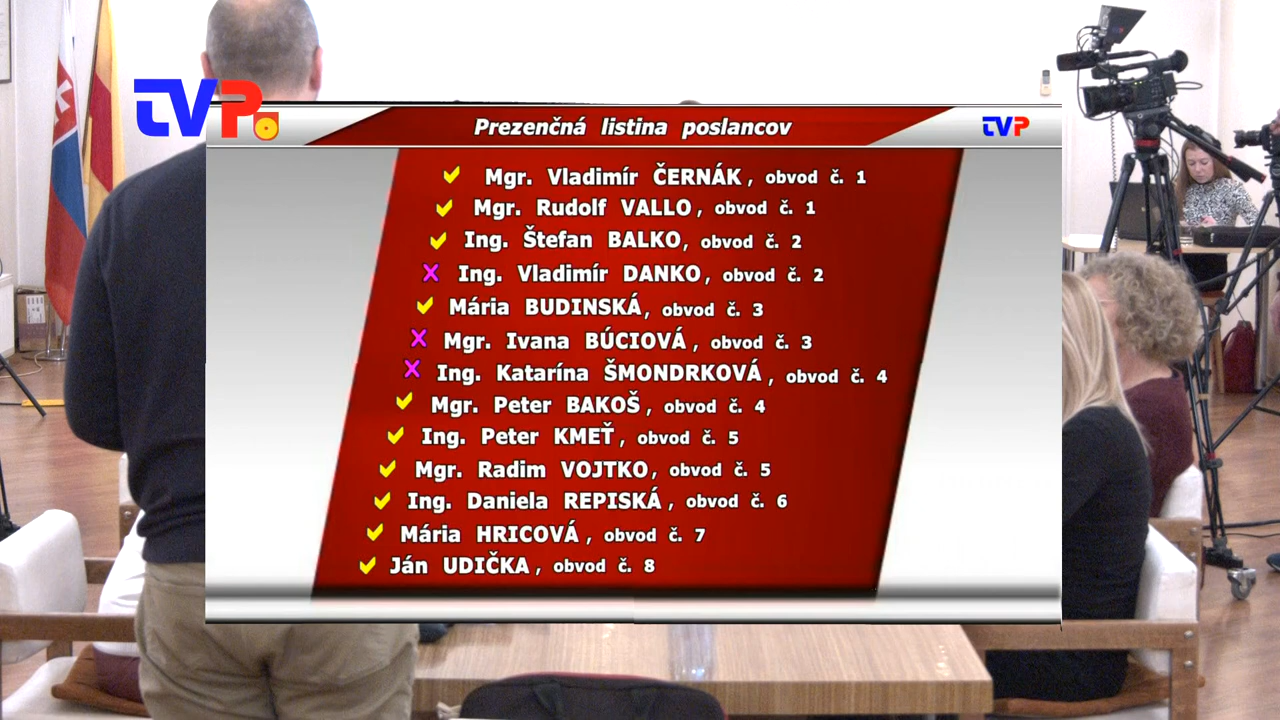 TVP
Prezenčná listina poslancov
TVP
Mgr. Vladimír ČERNÁK, obvod č. 1
Mgr. Rudolf VALLO, obvod č. 1
Ing. Štefan BALKO, obvod č. 2
Ing. Vladimír DANKO, obvod č. 2
Mária BUDINSKÁ, obvod č. 3
Mgr. Ivana BÚCIOVÁ, obvod č. 3
Ing. Katarína ŠMONDRKOVÁ, obvod č. 4
Mgr. Peter BAKOŠ, obvod č. 4
Ing. Peter KMEŤ, obvod č. 5
Mgr. Radim VOJTKO, obvod č. 5
Ing. Daniela REPISKÁ, obvod č. 6
Mária HRICOVÁ, obvod č. 7
Ján UDIČKA, obvod č. 8